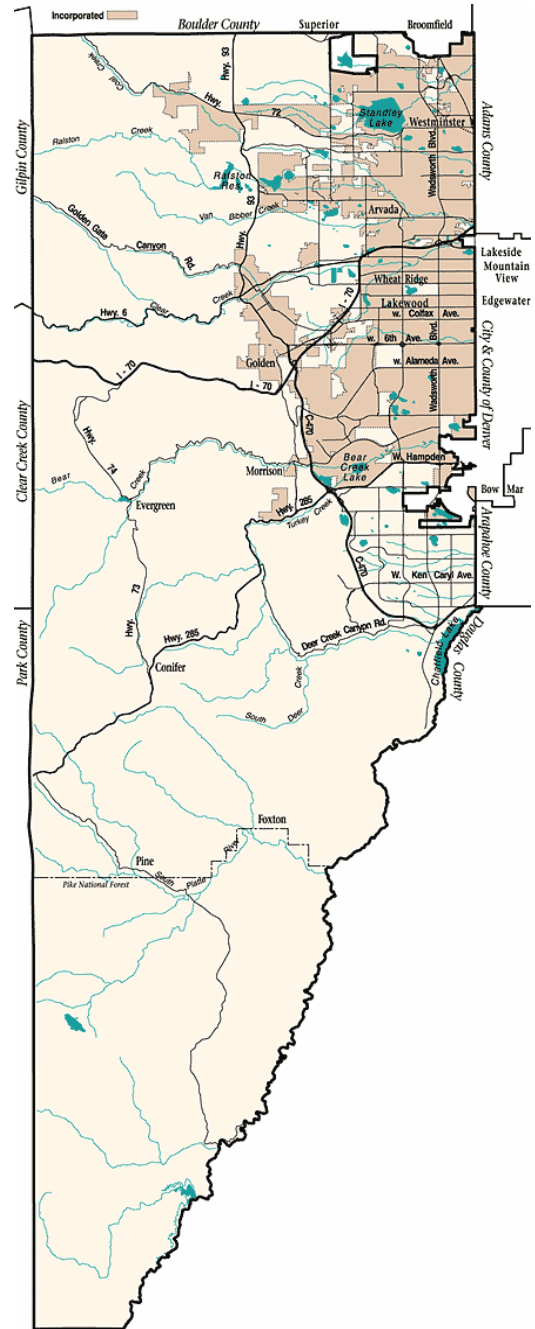 Incorporated
Boulder County
Superior
Broomfield
Coal
Creek
Hwy.
72
Hwy. 93
Standley
Lake
Westminster
Wadsworth Blvd.
Adams County
Gilpin County
Ralston Creek
Ralston
Res.
93
Hwy.
Van Bibber Creek
Arvada
Golden Gate
Canyon
Rd.
Lakeside
Mountain
View
Wheat Ridge
Edgewater
I - 70
Lakewood
Hwy. 6
Clear Creek
w. Colfax Ave.
w. 6th Ave.
w. Alameda Ave.
Wadsworth Blvd.
City & County of Denver
Golden
I - 70
I - 70
C-470
Hwy. 74
Clear Creek County
Bear Creek
Morrison
Bear
Creek
Lake
W. Hampden
Evergreen
Hwy. 285
Turkey Creek
Bow Mar
Arapahoe County
C-470
W. Ken Caryl Ave.
Hwy. 73
Park County
Hwy. 285
Conifer
Deer Creek Canyon Rd.
Chatfield Lake
Douglas
County
South Deer Creek
Foxton
Pine
South Platte River
Pike National Forest